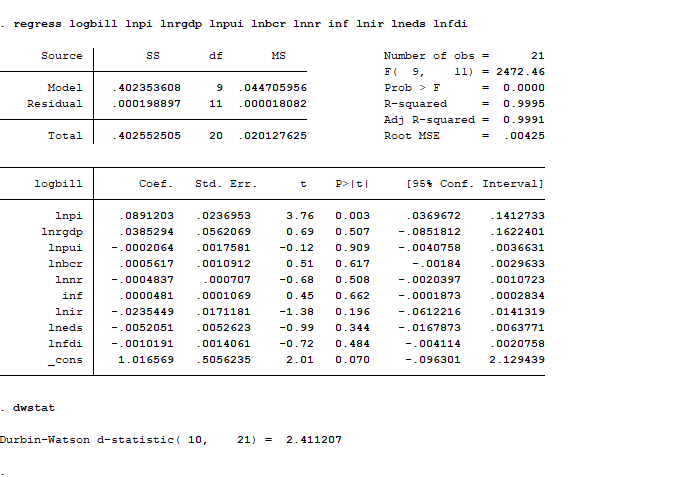 . regress logbill lnpi lnrgdp lnpui lnbcr lnnr inf lnir lneds lnfdi
Source SS df MS Number of obs = 21
F( 9, 11) = 2472.46
Model .402353608 9 .044705956 Prob > F = 0.0000
Residual .000198897 11 .000018082 R-squared = 0.9995
Adj R-squared = 0.9991
Total .402552505 20 .020127625 Root MSE = .00425
logbill Coef. Std. Err. t P>|t| [95% Conf. Interval]
lnpi .0891203 .0236953 3.76 0.003 .0369672 .1412733
lnrgdp .0385294 .0562069 0.69 0.507 -.0851812 .1622401
lnpui -.0002064 .0017581 -0.12 0.909 -.0040758 .0036631
lnbcr .0005617 .0010912 0.51 0.617 -.00184 .0029633
lnnr -.0004837 .000707 -0.68 0.508 -.0020397 .0010723
inf .0000481 .0001069 0.45 0.662 -.0001873 .0002834
lnir -.0235449 .0171181 -1.38 0.196 -.0612216 .0141319
lneds -.0052051 .0052623 -0.99 0.344 -.0167873 .0063771
lnfdi -.0010191 .0014061 -0.72 0.484 -.004114 .0020758
_cons 1.016569 .5056235 2.01 0.070 -.096301 2.129439
. dwstat
Durbin-Watson d-statistic( 10, 21) = 2.411207
.